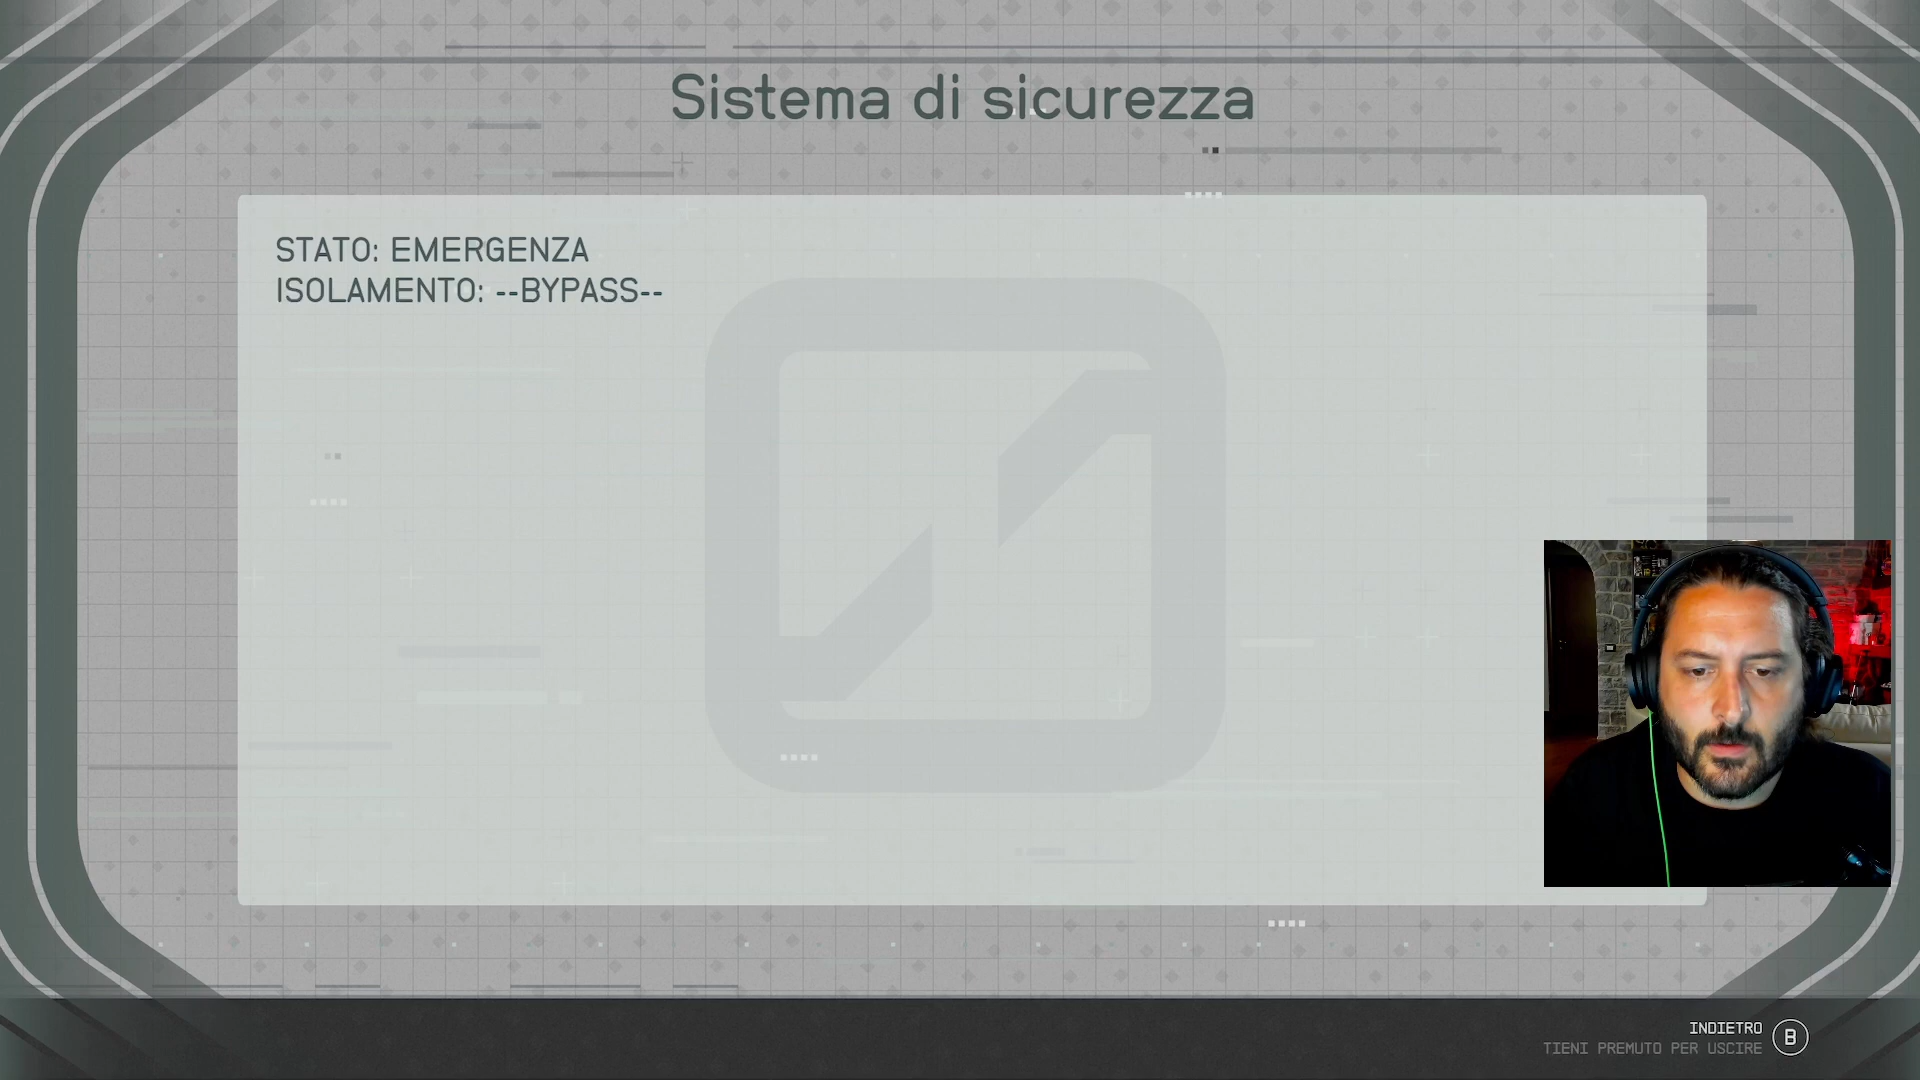 Sistema di sicurezza
STATO: EMERGENZA
ISOLAMENTO: --BYPASS--
INDIETRO
B
TIENI PREMUTO PER USCIRE